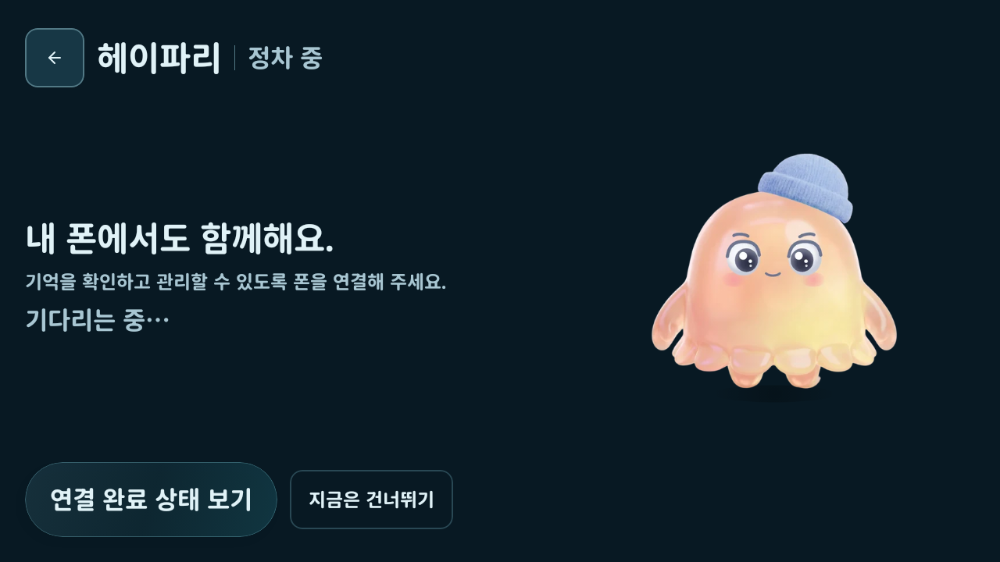 헤이파리
정차 중
내 폰에서도 함께해요.
기억을 확인하고 관리할 수 있도록 폰을 연결해 주세요.
기다리는 중…
연결 완료 상태 보기
지금은 건너뛰기